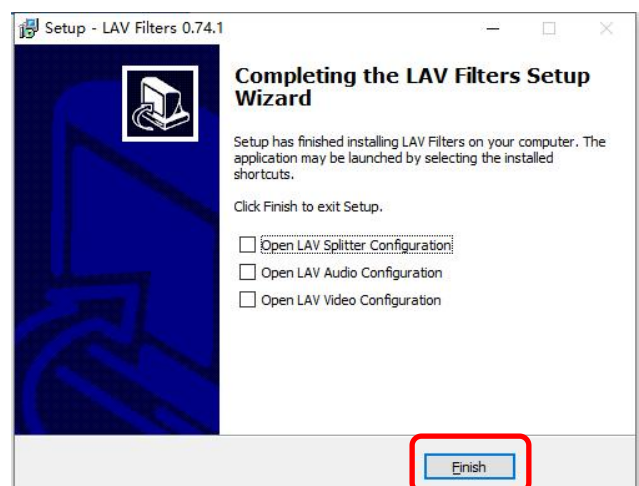 Setup - LAV Filters 0.74.1
Completing the LAV Filters Setup
Wizard
Setup has finished installing LAV Filters on your computer. The
application may be launched by selecting the installed
shortcuts.
Click Finish to exit Setup.
Open LAV Splitter Configuration
Open LAV Audio Configuration
Open LAV Video Configuration
Finish